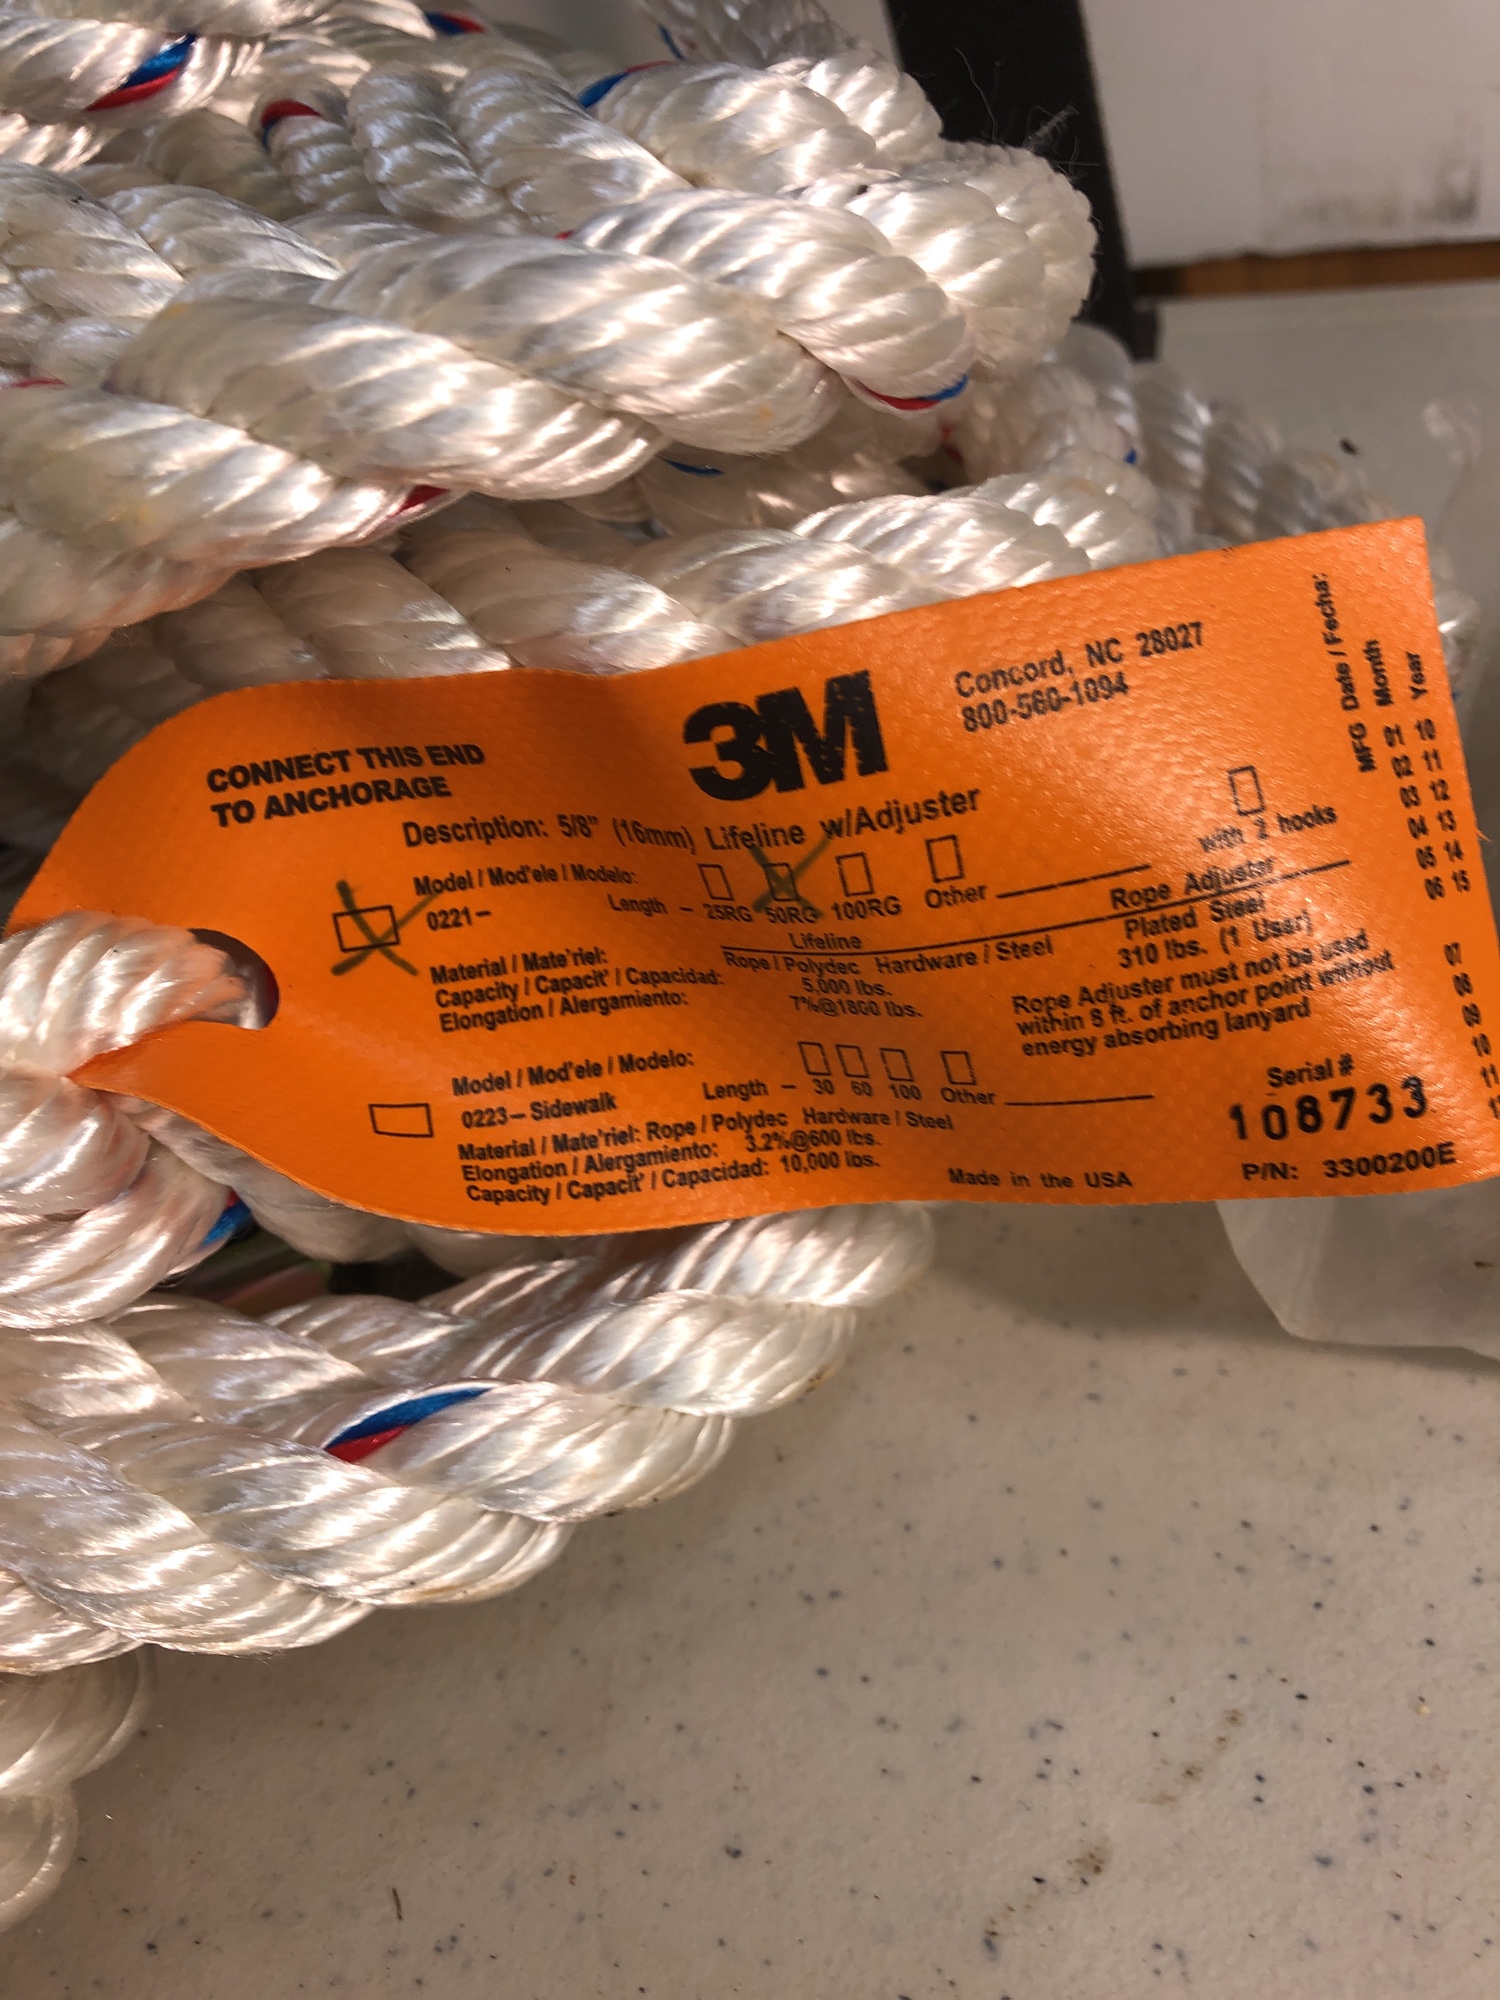 CONNECT THIS END
TO ANCHORAGE
3M
Concord, NC 28027
800-560-1094
Description: 5/8" (16mm) Lifeline w/Adjuster
Model / Mod'ele / Modelo:
0221–
Length – 25RG 50RG 100RG Other
with 2 hooks
Lifeline
Rope Adjuster
Material / Mate'riel: Rope / Polydec Hardware / Steel Plated Steel
Capacity / Capacit' / Capacidad: 5,000 lbs. 310 lbs. (1 User)
Elongation / Alergamiento: 7%@1800 lbs.
Rope Adjuster must not be used
within 8 ft. of anchor point without
energy absorbing lanyard
Model / Mod'ele / Modelo:
0223– Sidewalk
Length – 30 60 100 Other
Material / Mate'riel: Rope / Polydec Hardware / Steel
Elongation / Alergamiento: 3.2%@600 lbs.
Capacity / Capacit' / Capacidad: 10,000 lbs.
Made in the USA
Serial #
108733
P/N: 3300200E
MFG Date / Fecha:
Month 01 02 03 04 05 06 07 08 09 10 11
Year 10 11 12 13 14 15